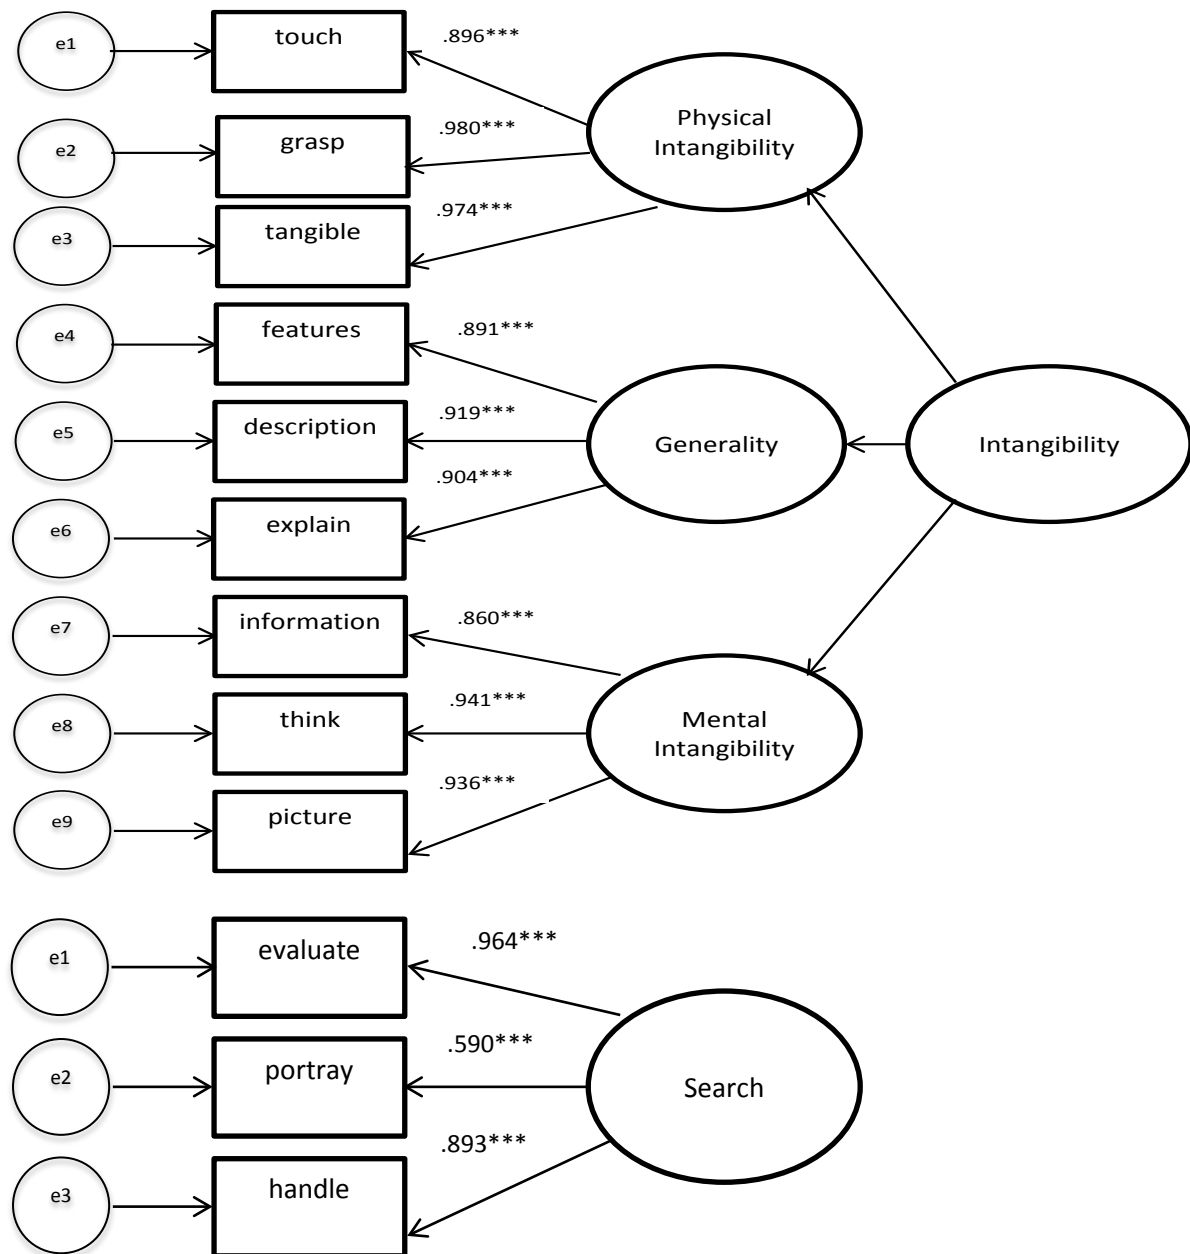 e1
touch
.896***
Physical
Intangibility
e2
grasp
.980***
e3
tangible
.974***
e4
features
.891***
e5
description
.919***
Generality
Intangibility
e6
explain
.904***
e7
information
.860***
e8
think
.941***
Mental
Intangibility
e9
picture
.936***
e1
evaluate
.964***
e2
portray
.590***
Search
e3
handle
.893***